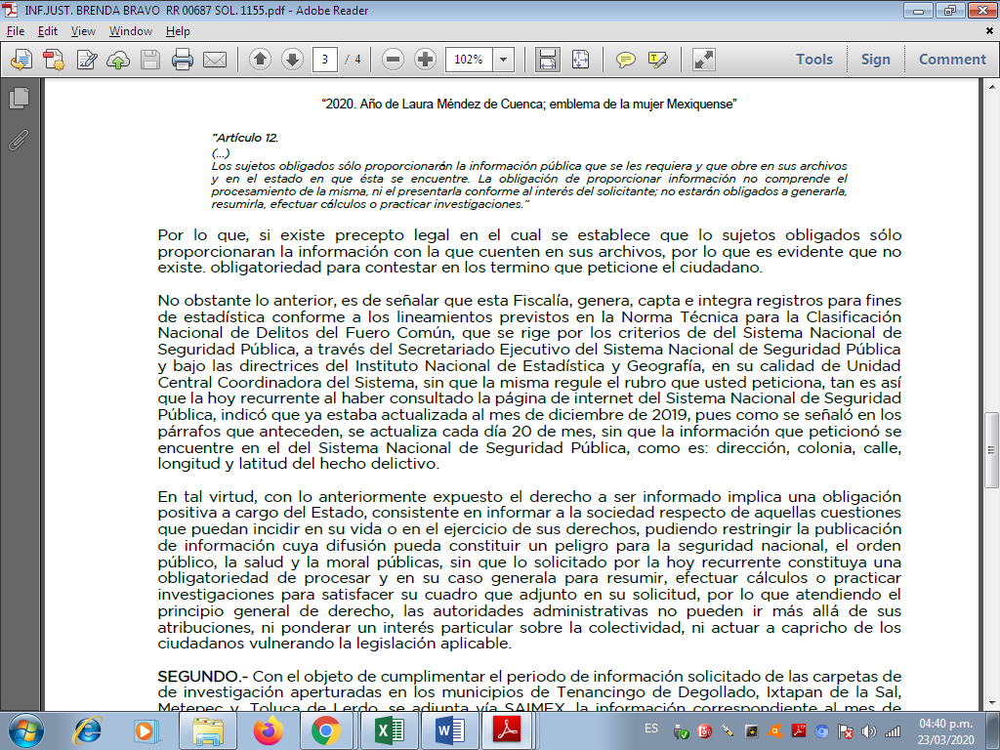 INF.JUST. BRENDA BRAVO RR 00687 SOL. 1155.pdf - Adobe Reader
File Edit View Window Help
3 / 4 102% Tools Sign Comment
“2020. Año de Laura Méndez de Cuenca; emblema de la mujer Mexiquense”
“Artículo 12.
(...)
Los sujetos obligados sólo proporcionarán la información pública que se les requiera y que obre en sus archivos
y en el estado en que ésta se encuentre. La obligación de proporcionar información no comprende el
procesamiento de la misma, ni el presentarla conforme al interés del solicitante; no estarán obligados a generarla,
resumirla, efectuar cálculos o practicar investigaciones.”
Por lo que, si existe precepto legal en el cual se establece que lo sujetos obligados sólo
proporcionaran la información con la que cuenten en sus archivos, por lo que es evidente que no
existe. obligatoriedad para contestar en los termino que peticione el ciudadano.
No obstante lo anterior, es de señalar que esta Fiscalía, genera, capta e integra registros para fines
de estadística conforme a los lineamientos previstos en la Norma Técnica para la Clasificación
Nacional de Delitos del Fuero Común, que se rige por los criterios de del Sistema Nacional de
Seguridad Pública, a través del Secretariado Ejecutivo del Sistema Nacional de Seguridad Pública
y bajo las directrices del Instituto Nacional de Estadística y Geografía, en su calidad de Unidad
Central Coordinadora del Sistema, sin que la misma regule el rubro que usted peticiona, tan es así
que la hoy recurrente al haber consultado la página de internet del Sistema Nacional de Seguridad
Pública, indicó que ya estaba actualizada al mes de diciembre de 2019, pues como se señaló en los
párrafos que anteceden, se actualiza cada día 20 de mes, sin que la información que peticionó se
encuentre en el del Sistema Nacional de Seguridad Pública, como es: dirección, colonia, calle,
longitud y latitud del hecho delictivo.
En tal virtud, con lo anteriormente expuesto el derecho a ser informado implica una obligación
positiva a cargo del Estado, consistente en informar a la sociedad respecto de aquellas cuestiones
que puedan incidir en su vida o en el ejercicio de sus derechos, pudiendo restringir la publicación
de información cuya difusión pueda constituir un peligro para la seguridad nacional, el orden
público, la salud y la moral públicas, sin que lo solicitado por la hoy recurrente constituya una
obligatoriedad de procesar y en su caso generala para resumir, efectuar cálculos o practicar
investigaciones para satisfacer su cuadro que adjunto en su solicitud, por lo que atendiendo el
principio general de derecho, las autoridades administrativas no pueden ir más allá de sus
atribuciones, ni ponderar un interés particular sobre la colectividad, ni actuar a capricho de los
ciudadanos vulnerando la legislación aplicable.
SEGUNDO.- Con el objeto de cumplimentar el periodo de información solicitado de las carpetas de
de investigación aperturadas en los municipios de Tenancingo de Degollado, Ixtapan de la Sal,
Metepec y Toluca de Lerdo, se adjunta vía SAIMEX, la información correspondiente al mes de
ES 04:40 p.m.
23/03/2020